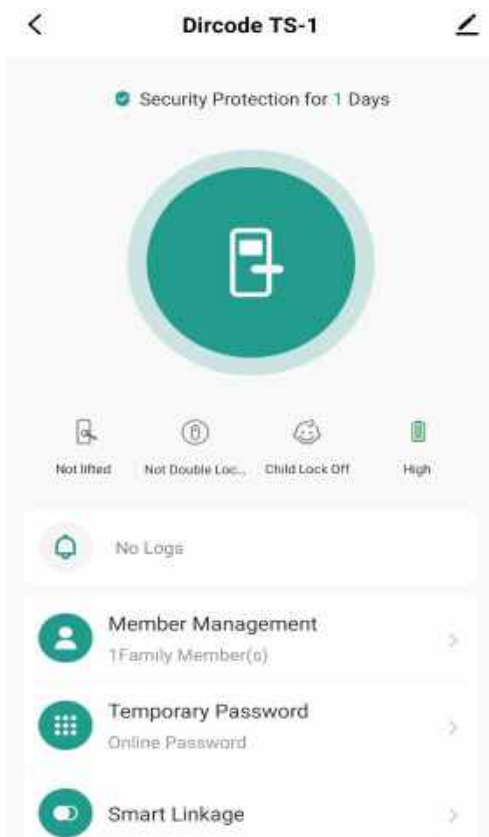 Dircode TS-1
Security Protection for 1 Days
Not lifted Not Double Loc... Child Lock Off High
No Logs
Member Management
1Family Member(s)
Temporary Password
Online Password
Smart Linkage